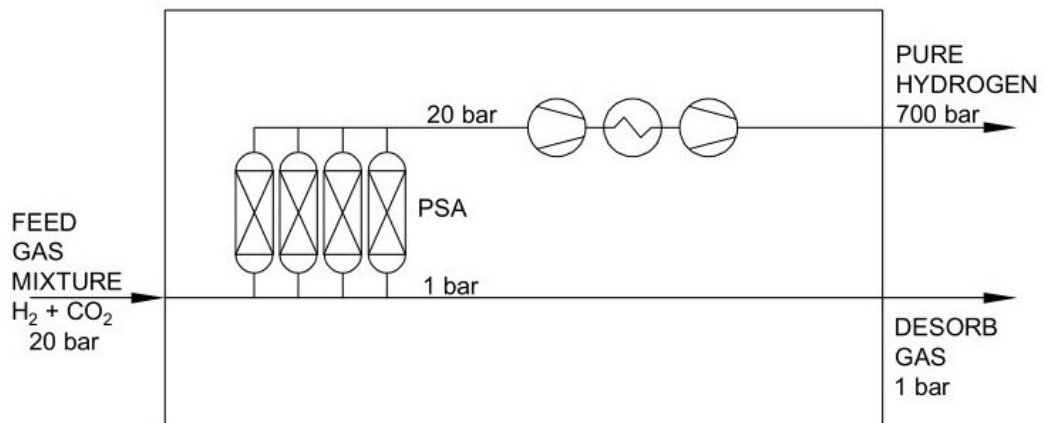 FEED
GAS
MIXTURE
H₂ + CO₂
20 bar
20 bar
PSA
1 bar
PURE
HYDROGEN
700 bar
DESORB
GAS
1 bar